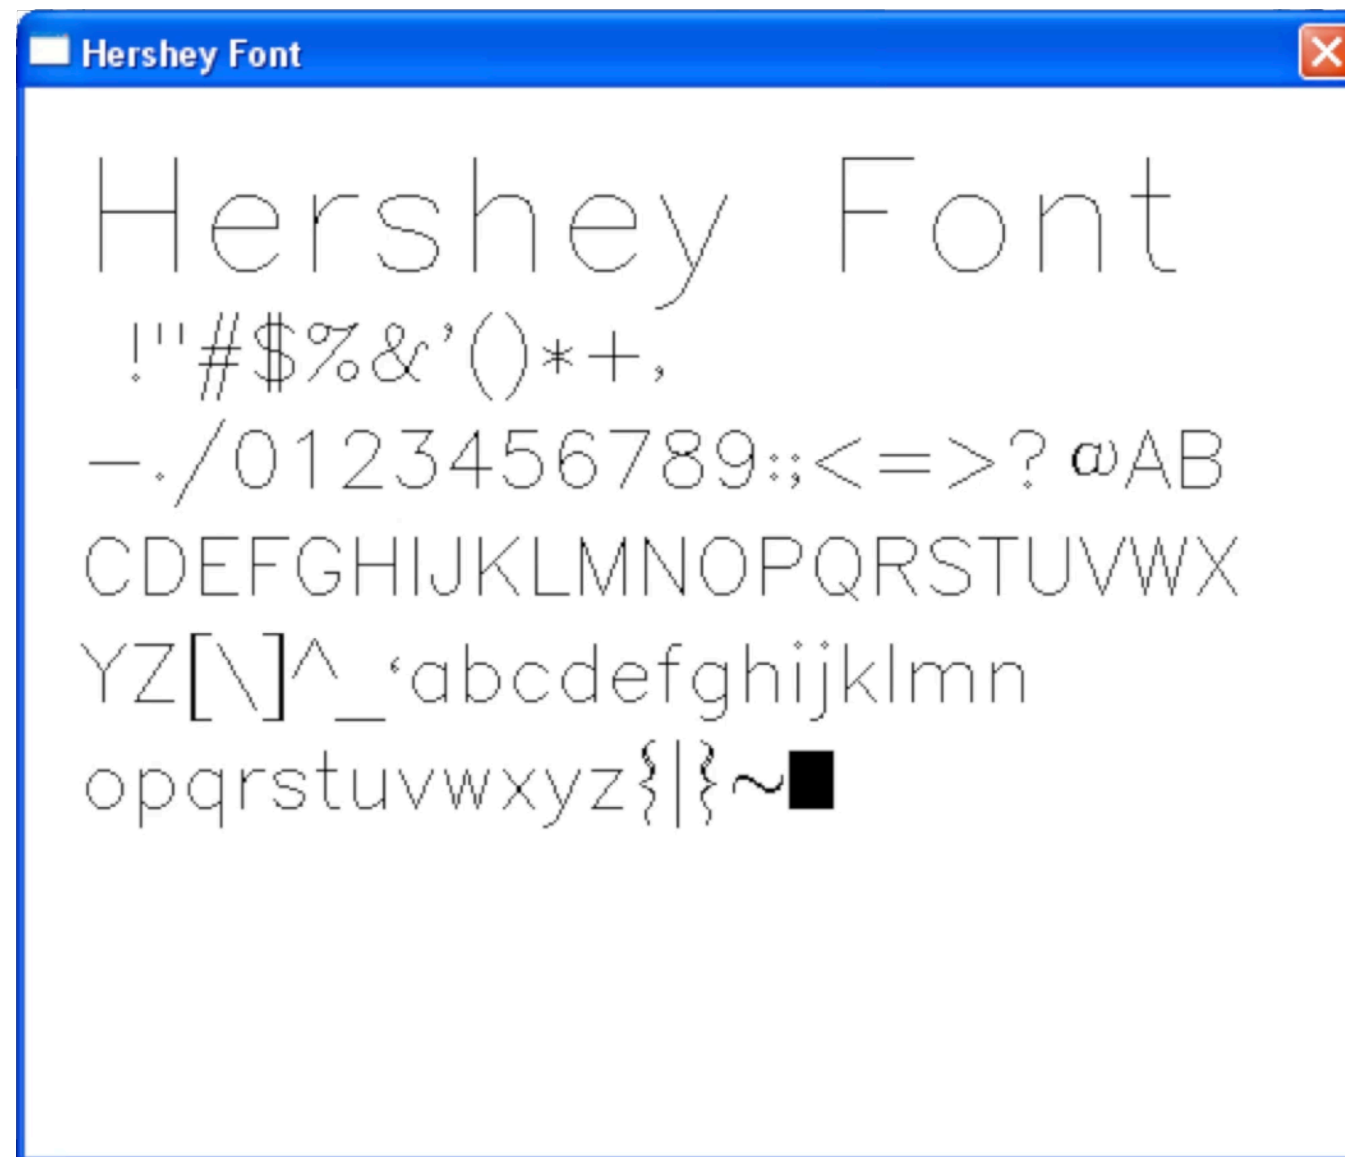 Hershey Font
Hershey Font
!"#$%&'()*+,
-./0123456789:;<=>?@AB
CDEFGHIJKLMNOPQRSTUVWX
YZ[\]^_‘abcdefghijklmn
opqrstuvwxyz{|}~■